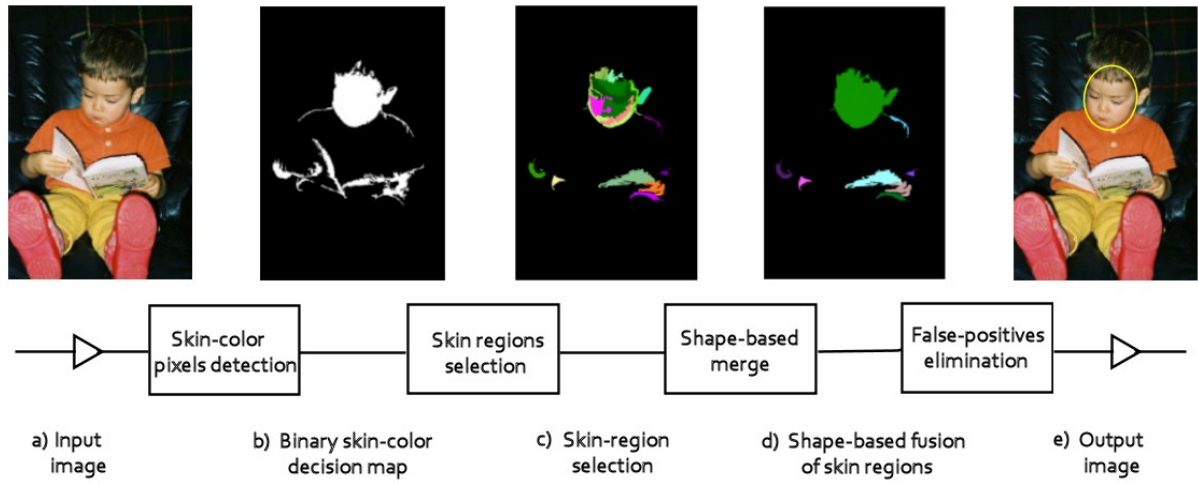 Skin-color
pixels detection
Skin regions
selection
Shape-based
merge
False-positives
elimination
a) Input
image
b) Binary skin-color
decision map
c) Skin-region
selection
d) Shape-based fusion
of skin regions
e) Output
image